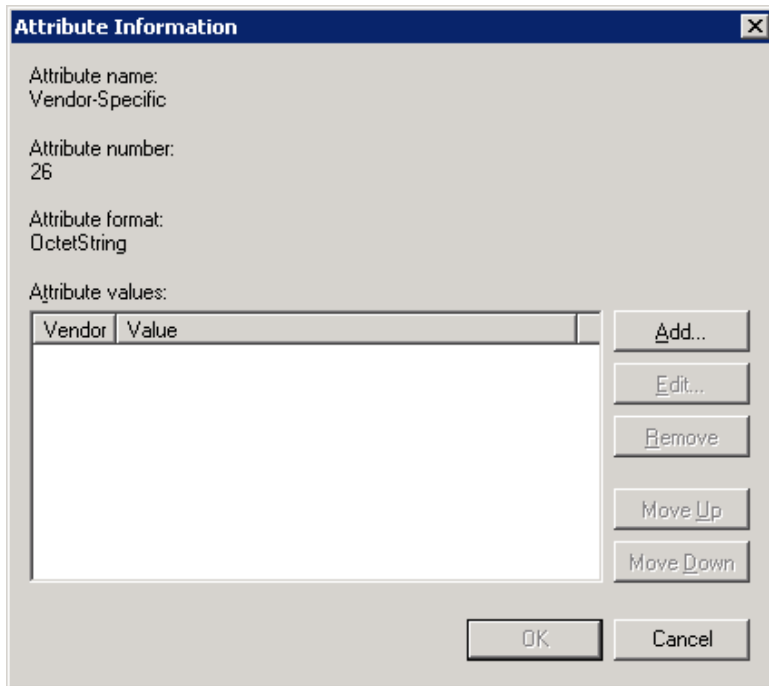 Attribute Information
Attribute name:
Vendor-Specific
Attribute number:
26
Attribute format:
OctetString
Attribute values:
Vendor Value
Add...
Edit...
Remove
Move Up
Move Down
OK Cancel